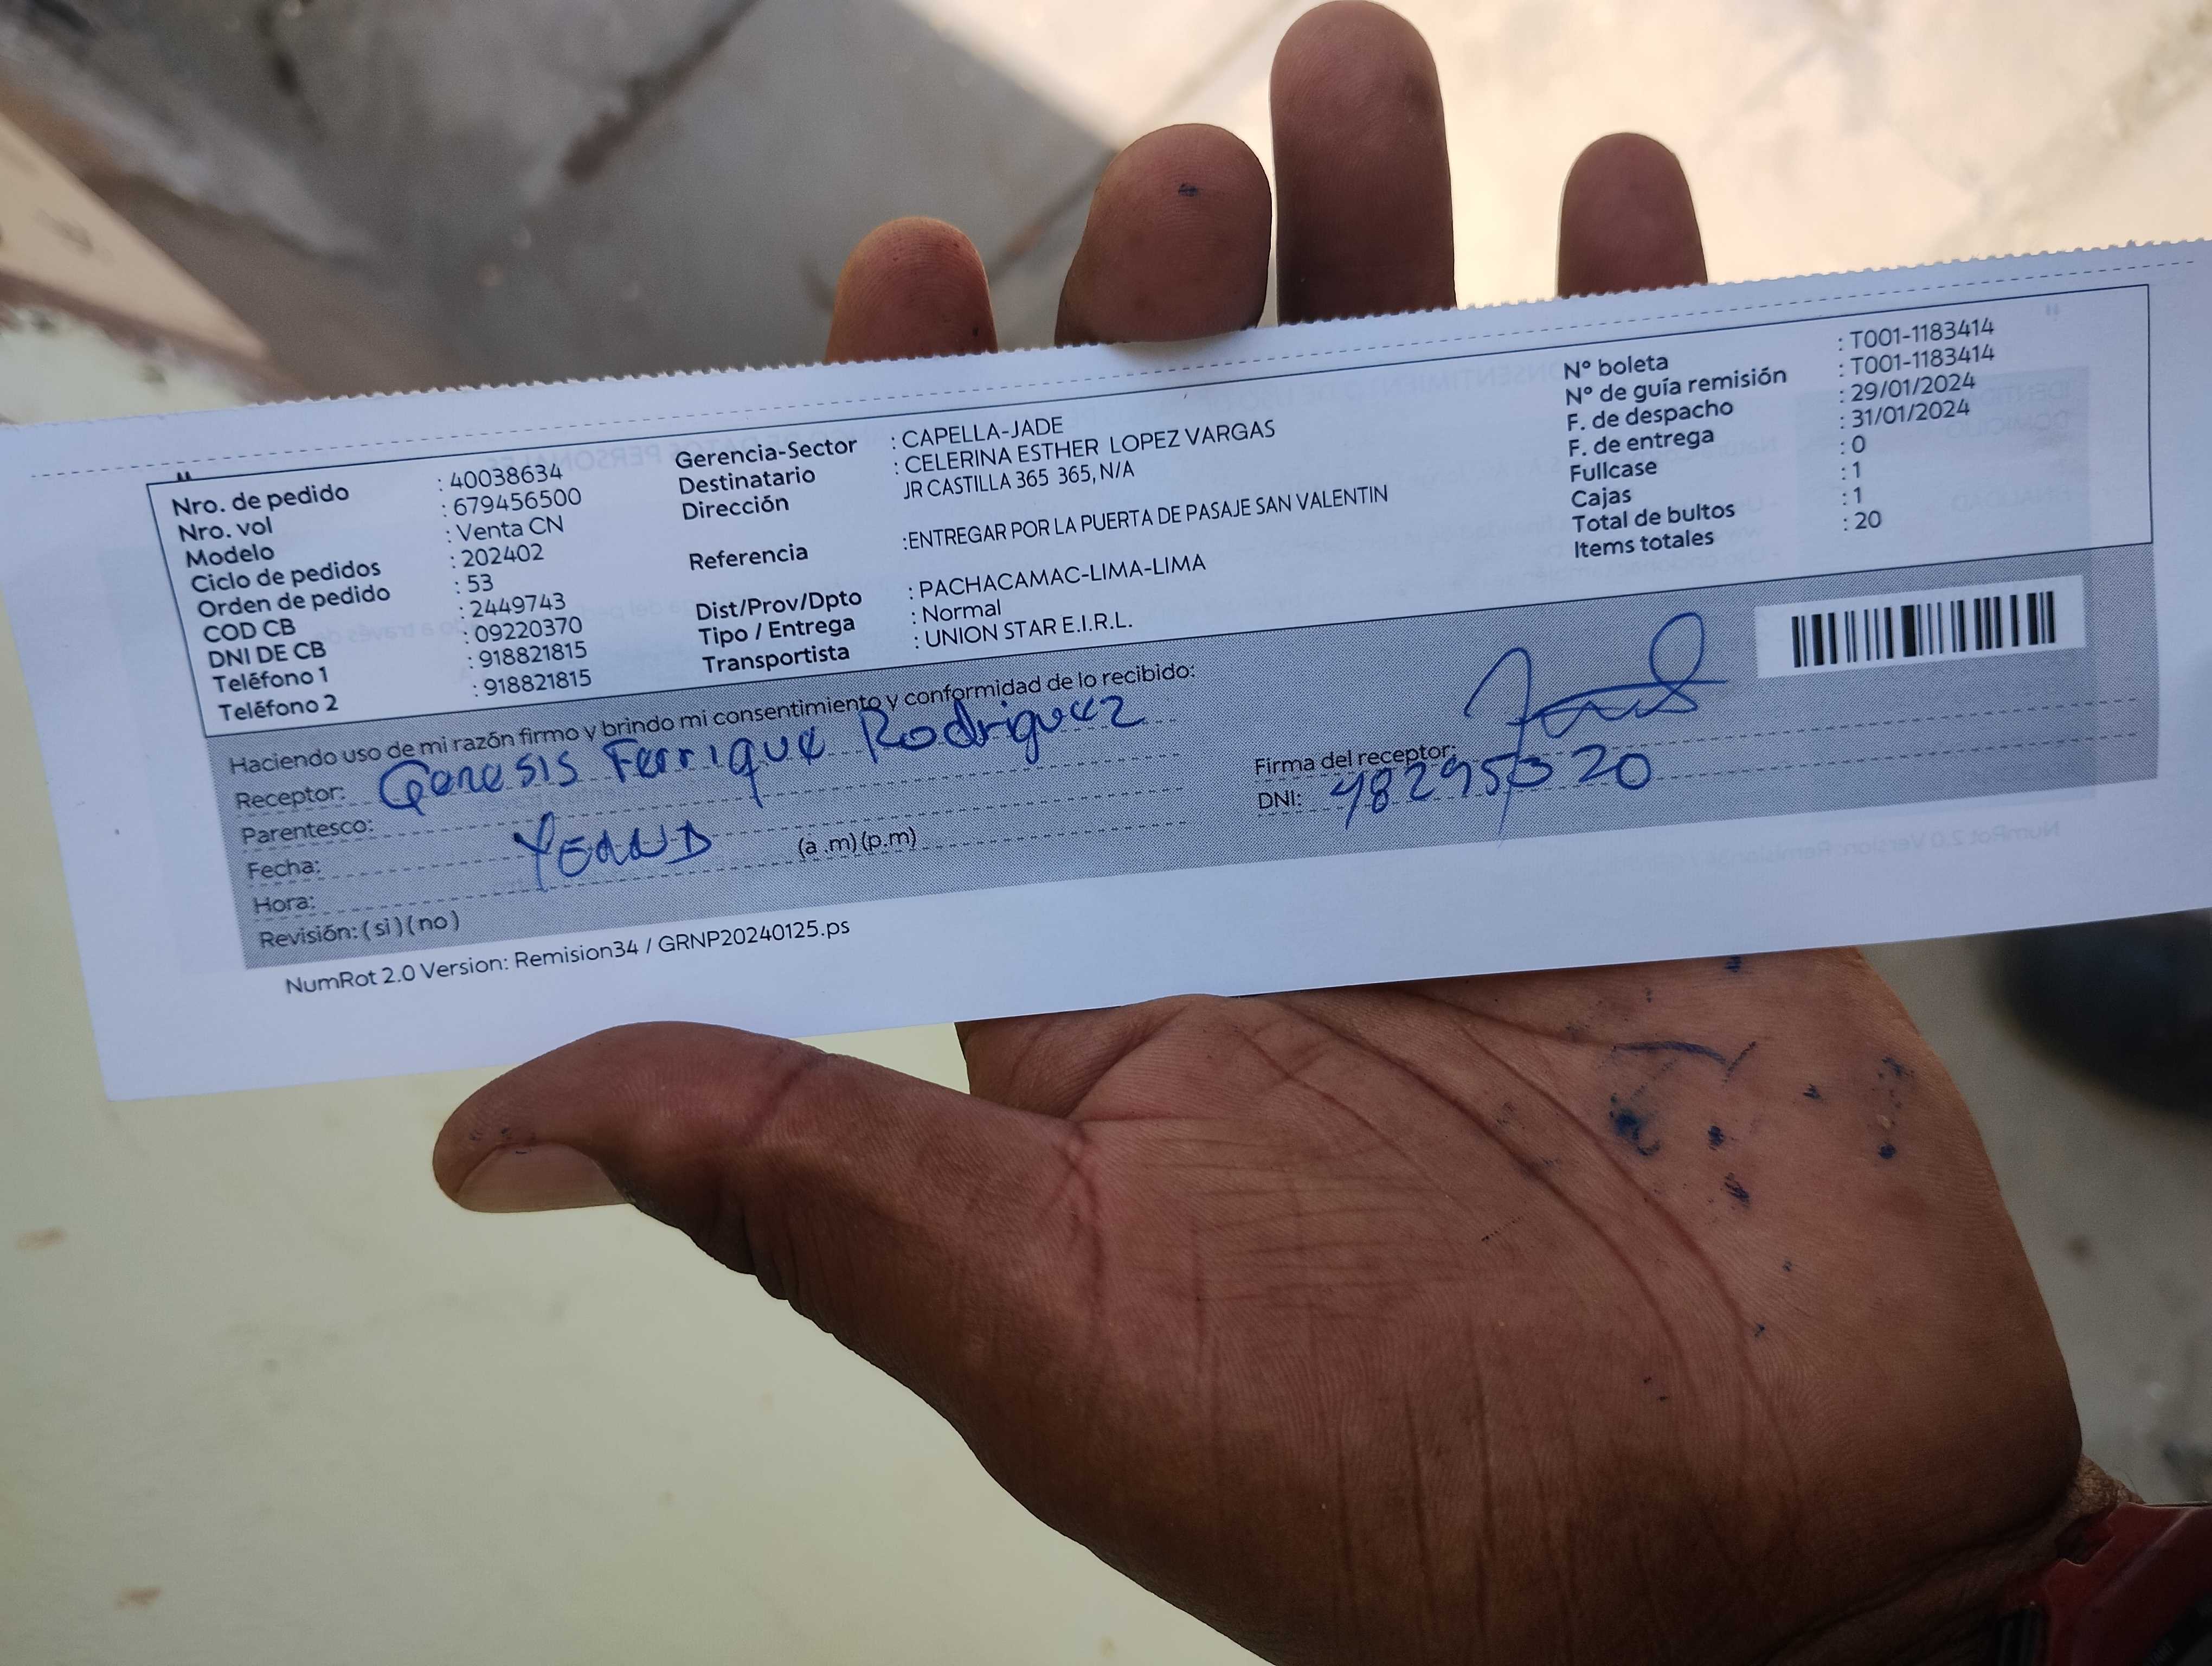 Nro. de pedido : 40038634
Nro. vol : 679456500
Modelo : Venta CN
Ciclo de pedidos : 202402
Orden de pedido : 53
COD CB : 2449743
DNI DE CB : 09220370
Teléfono 1 : 918821815
Teléfono 2 : 918821815
Gerencia-Sector : CAPELLA-JADE
Destinatario : CELERINA ESTHER LOPEZ VARGAS
Dirección JR CASTILLA 365 365, N/A
Referencia :ENTREGAR POR LA PUERTA DE PASAJE SAN VALENTIN
Dist/Prov/Dpto : PACHACAMAC-LIMA-LIMA
Tipo / Entrega : Normal
Transportista : UNION STAR E.I.R.L.
N° boleta : T001-1183414
N° de guía remisión : T001-1183414
F. de despacho : 29/01/2024
F. de entrega : 31/01/2024
Fullcase : 0
Cajas : 1
Total de bultos : 1
Items totales : 20
Haciendo uso de mi razón firmo y brindo mi consentimiento y conformidad de lo recibido:
Receptor: Genesis Ferrique Rodriguez
Parentesco:
Fecha:
Hora: (a .m) (p.m)
Revisión: ( si ) ( no )
Firma del receptor:
DNI: 48295020
NumRot 2.0 Version: Remision34 / GRNP20240125.ps